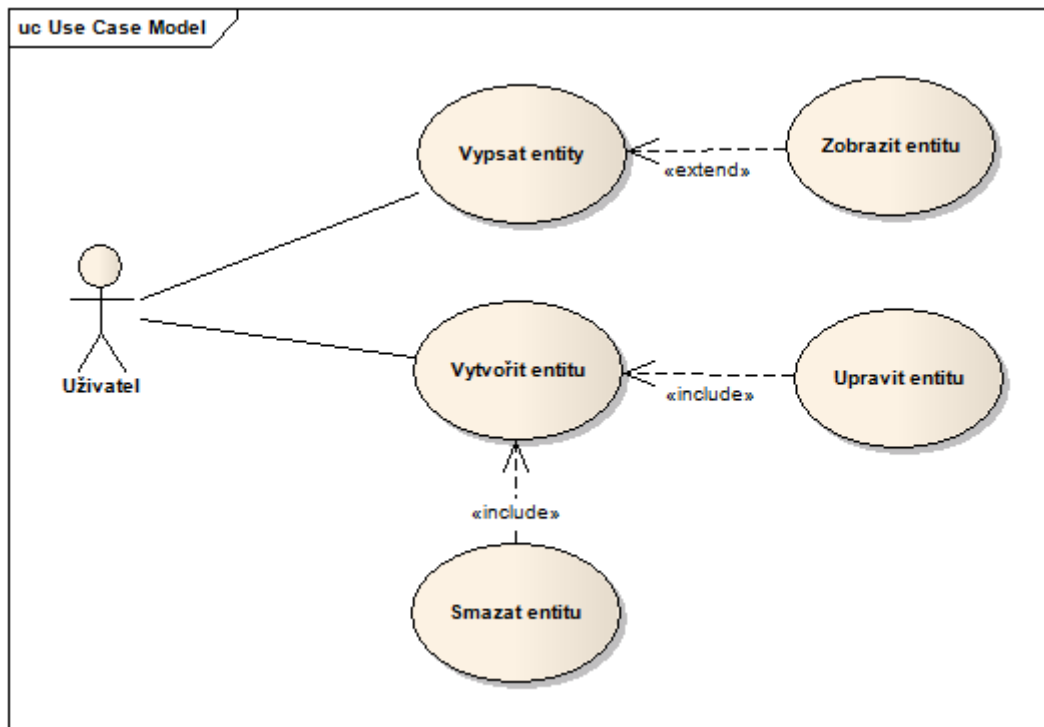 uc Use Case Model
Vypsat entity
«extend»
Zobrazit entitu
Uživatel
Vytvořit entitu
«include»
Upravit entitu
«include»
Smazat entitu